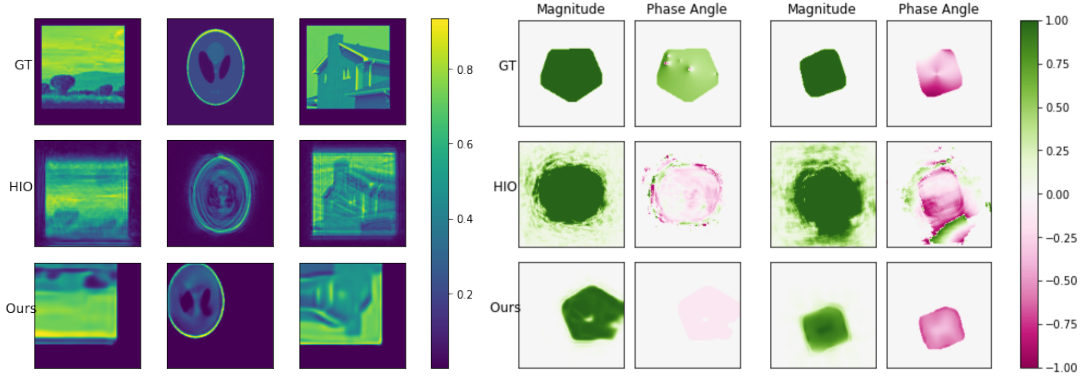 Magnitude Phase Angle Magnitude Phase Angle
GT
0.8
0.6
0.4
0.2
HIO
Ours
GT
HIO
Ours
1.00
0.75
0.50
0.25
0.00
−0.25
−0.50
−0.75
−1.00